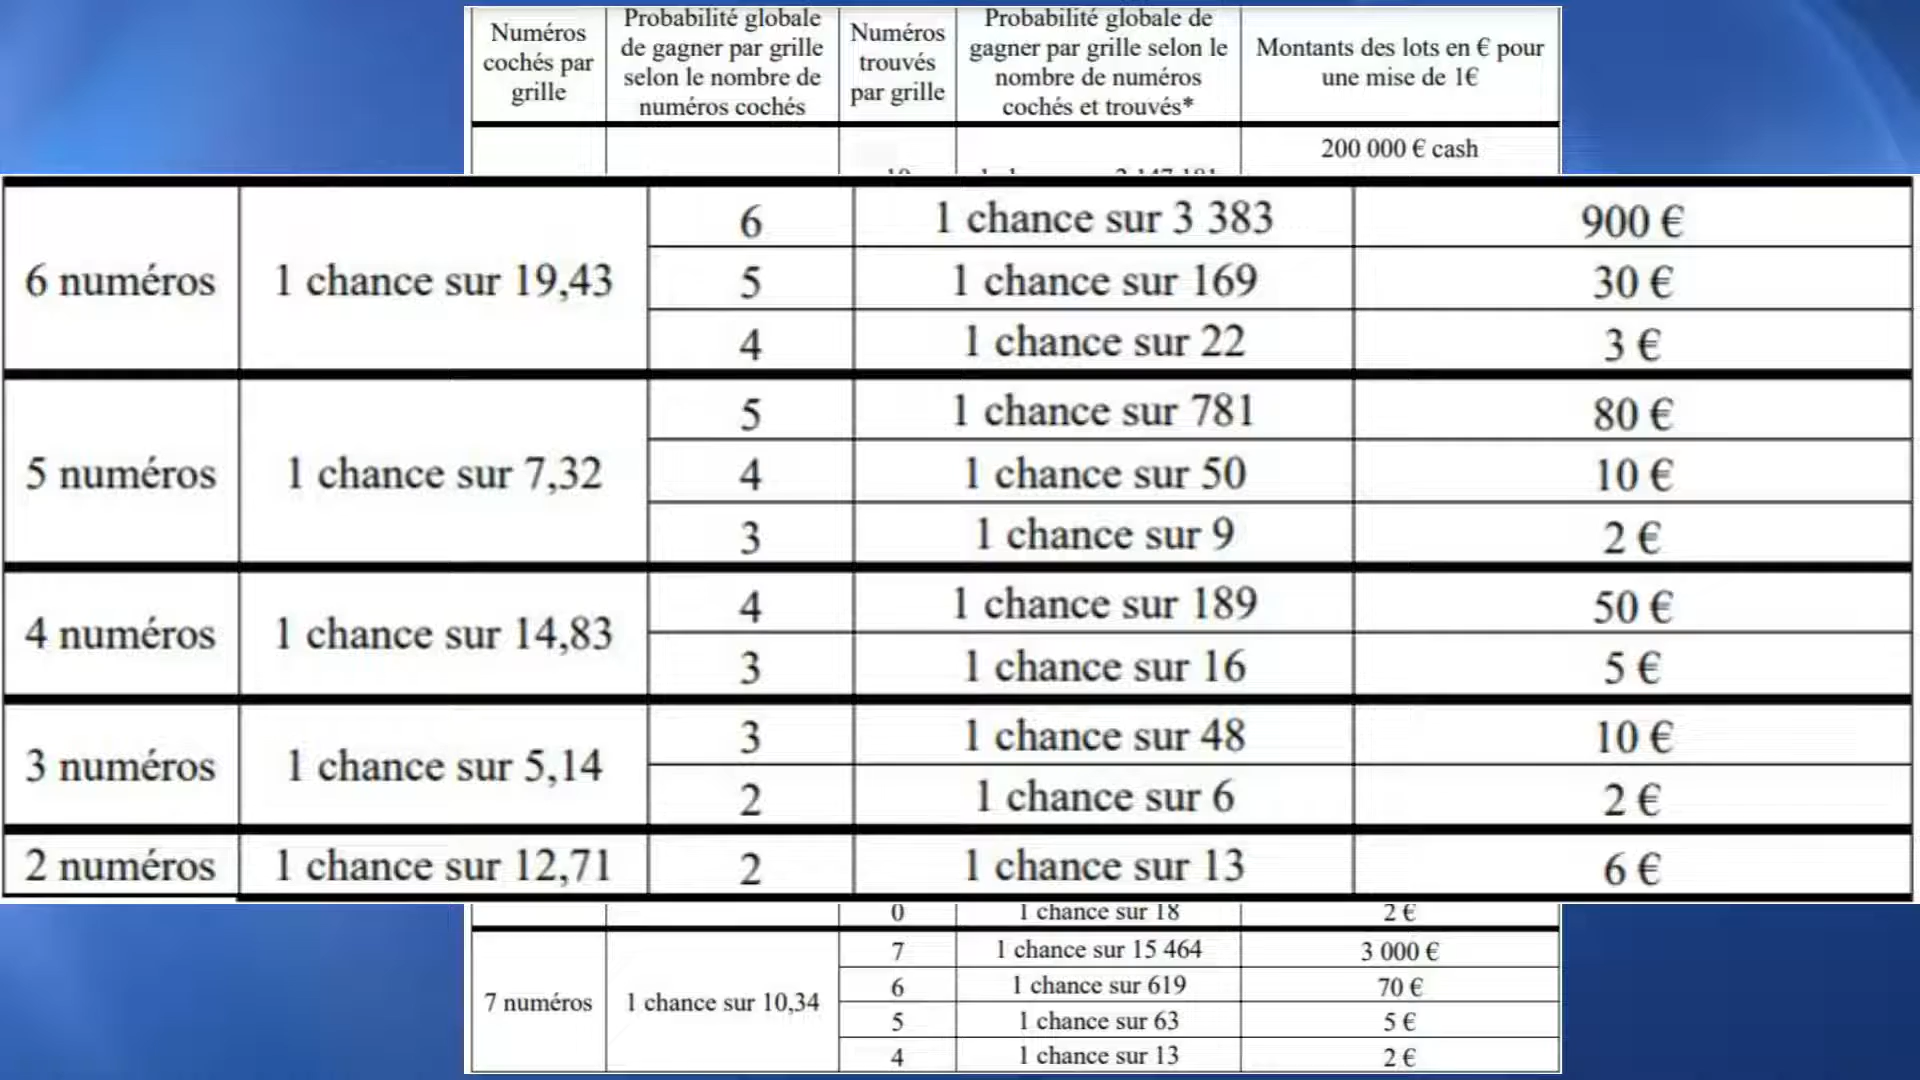 Numéros cochés par grille
Probabilité globale de gagner par grille selon le nombre de numéros cochés
Numéros trouvés par grille
Probabilité globale de gagner par grille selon le nombre de numéros cochés et trouvés*
Montants des lots en € pour une mise de 1€
200 000 € cash
6 numéros
1 chance sur 19,43
6
1 chance sur 3 383
900 €
5
1 chance sur 169
30 €
4
1 chance sur 22
3 €
5 numéros
1 chance sur 7,32
5
1 chance sur 781
80 €
4
1 chance sur 50
10 €
3
1 chance sur 9
2 €
4 numéros
1 chance sur 14,83
4
1 chance sur 189
50 €
3
1 chance sur 16
5 €
3 numéros
1 chance sur 5,14
3
1 chance sur 48
10 €
2
1 chance sur 6
2 €
2 numéros
1 chance sur 12,71
2
1 chance sur 13
6 €
0
1 chance sur 18
2 €
7 numéros
1 chance sur 10,34
7
1 chance sur 15 464
3 000 €
6
1 chance sur 619
70 €
5
1 chance sur 63
5 €
4
1 chance sur 13
2 €